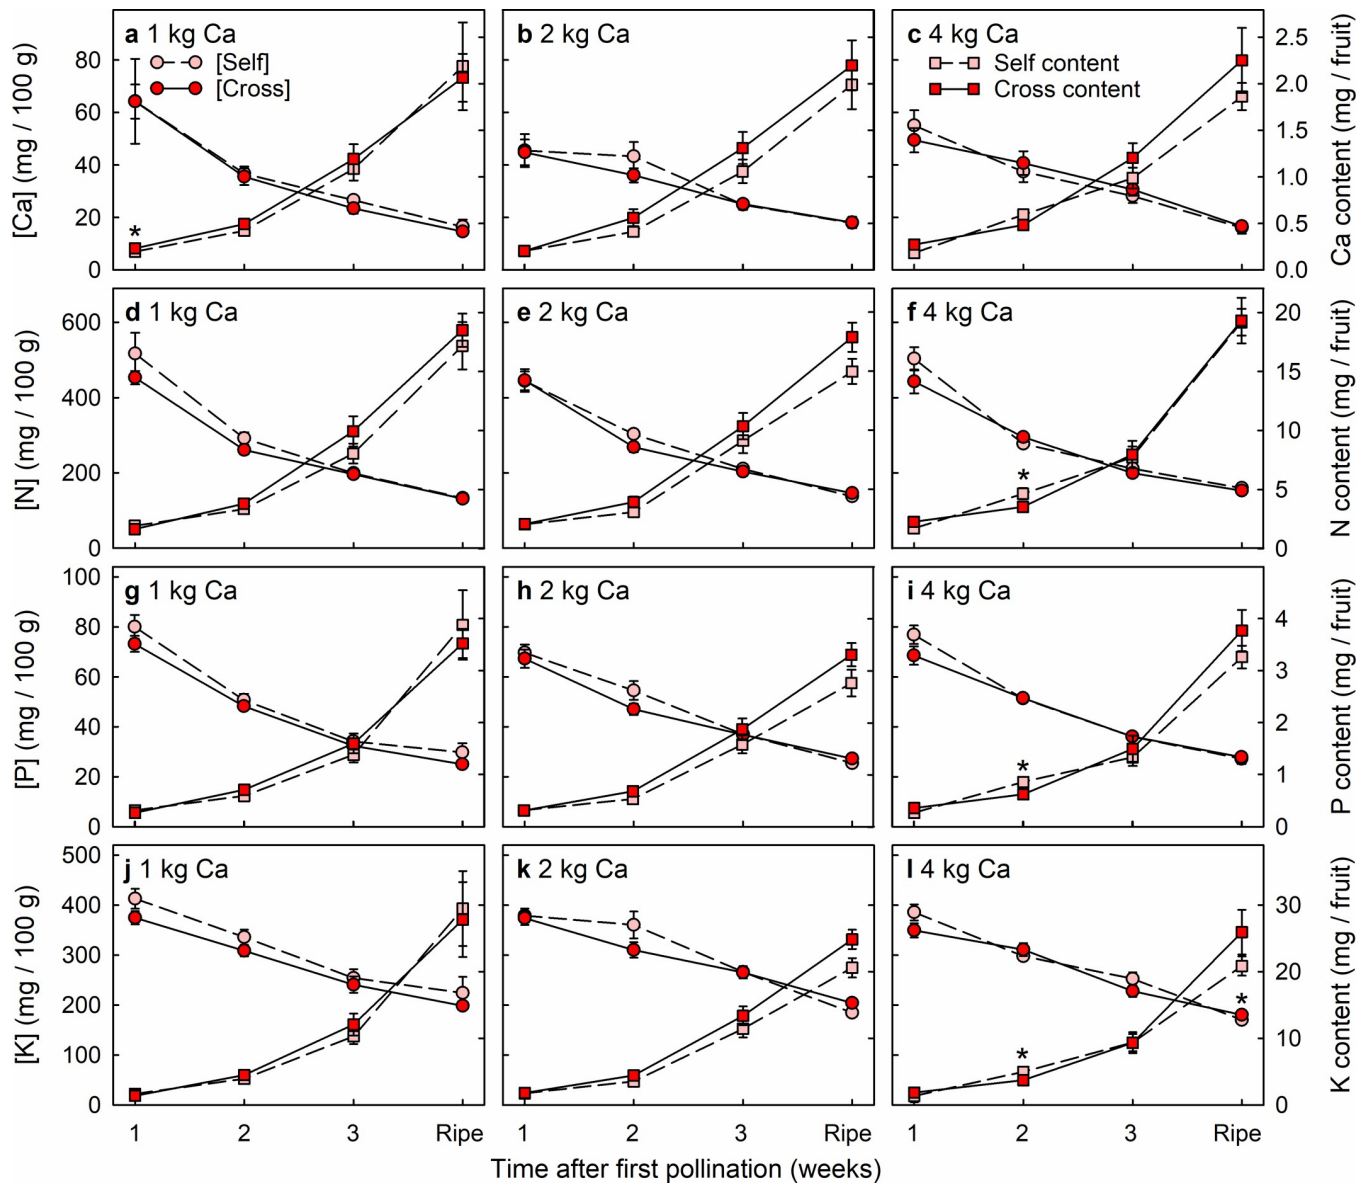 a 1 kg Ca
[Self]
[Cross]
b 2 kg Ca
c 4 kg Ca
Self content
Cross content
[Ca] (mg / 100 g)
80
60
40
20
0
*
2.5
2.0
1.5
1.0
0.5
0.0
Ca content (mg / fruit)
d 1 kg Ca
e 2 kg Ca
f 4 kg Ca
[N] (mg / 100 g)
600
400
200
0
*
20
15
10
5
0
N content (mg / fruit)
g 1 kg Ca
h 2 kg Ca
i 4 kg Ca
[P] (mg / 100 g)
100
80
60
40
20
0
*
4
3
2
1
0
P content (mg / fruit)
j 1 kg Ca
k 2 kg Ca
l 4 kg Ca
[K] (mg / 100 g)
500
400
300
200
100
0
*
*
30
20
10
0
K content (mg / fruit)
1 2 3 Ripe 1 2 3 Ripe 1 2 3 Ripe
Time after first pollination (weeks)